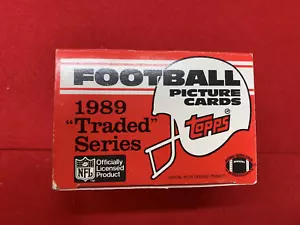 FOOTBALL
PICTURE
CARDS
1989
"Traded"
Series
topps
NFL
Officially
Licensed
Product